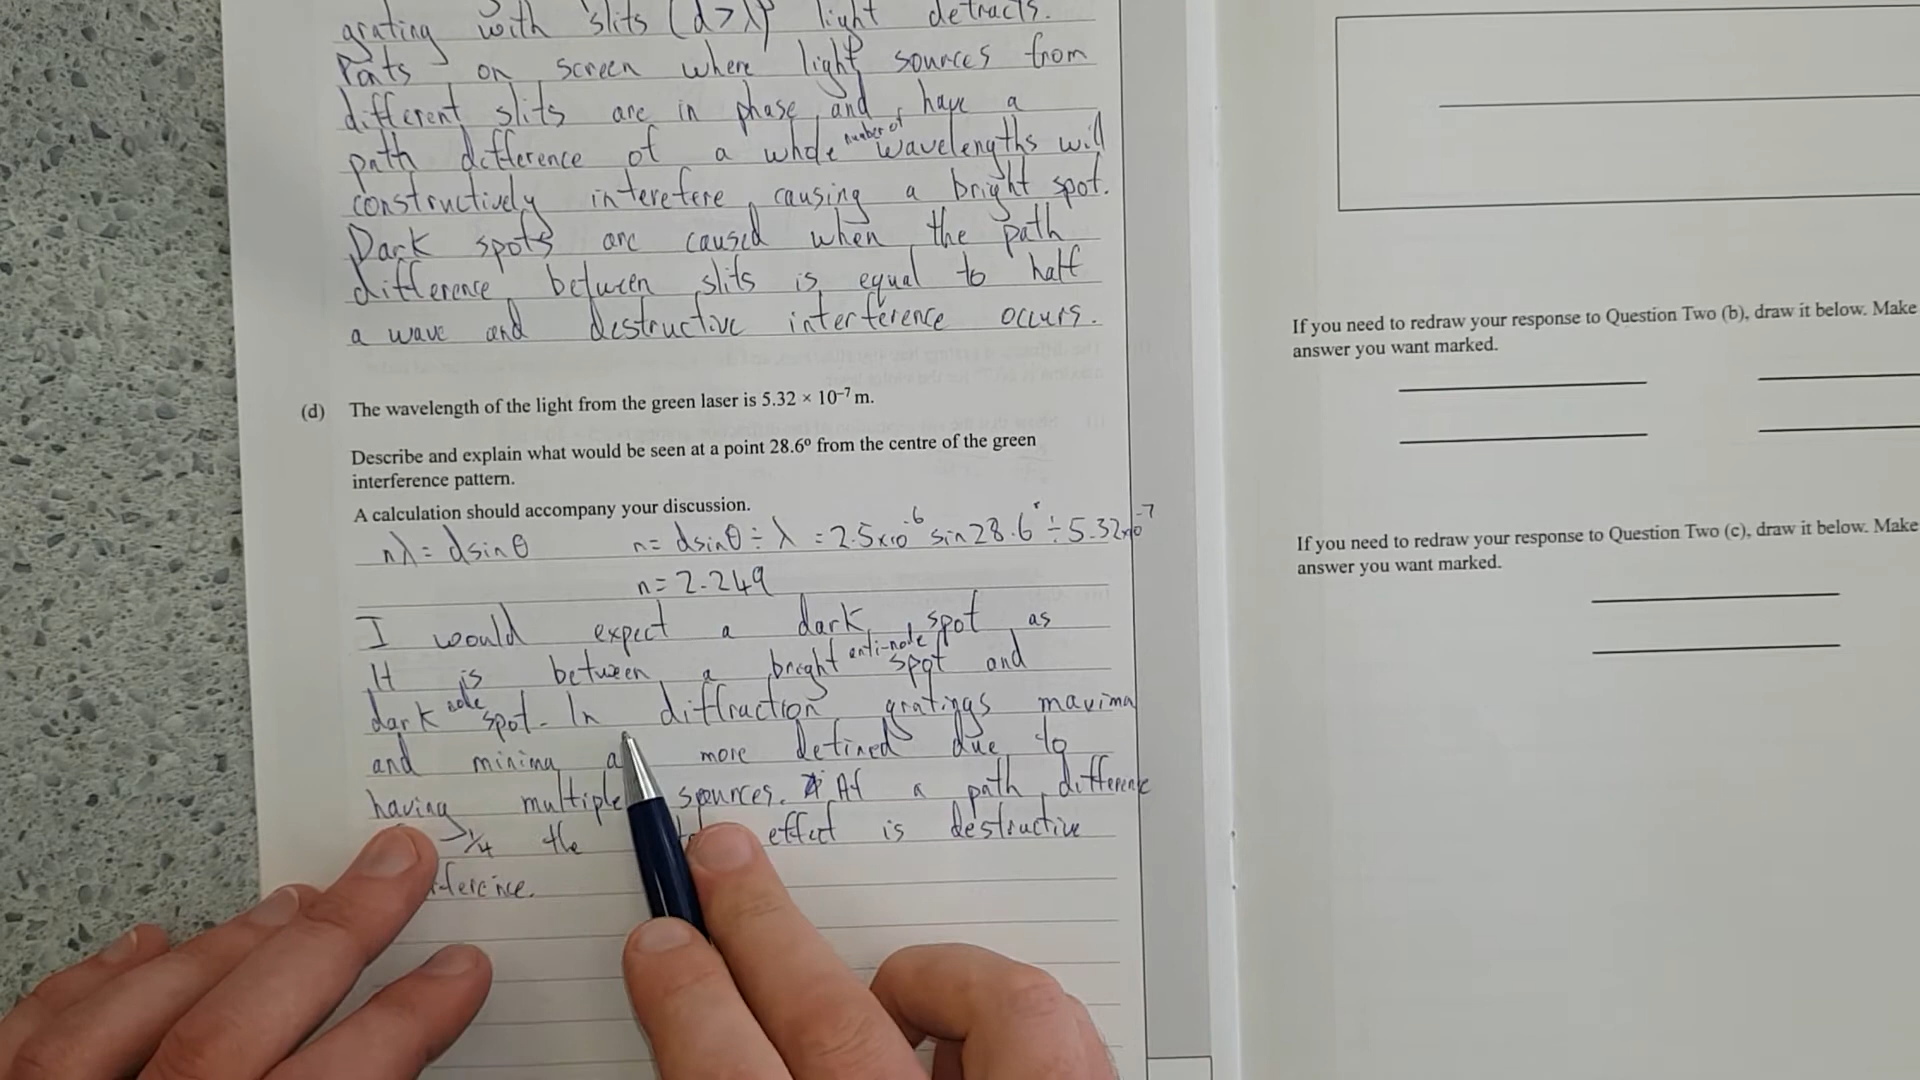 grating with slits (d > λ) light defracts.
Points on screen where light sources from
different slits are in phase and have a
path difference of a whole number of wavelengths will
constructively interefere causing a bright spot.
Dark spots are caused when the path
difference between slits is equal to half
a wave and destructive interference occurs.
(d) The wavelength of the light from the green laser is 5.32 × 10⁻⁷ m.
Describe and explain what would be seen at a point 28.6° from the centre of the green
interference pattern.
A calculation should accompany your discussion.
nλ = dsinθ n = dsinθ ÷ λ = 2.5×10⁻⁶ sin28.6° ÷ 5.32×10⁻⁷
n = 2.249
I would expect a dark spot as
It is between a bright anti-node spot and
dark node spot. In diffraction gratings maxima
and minima more defined due to
having multiple sources. At a path difference
1/4 the effect is destructive
If you need to redraw your response to Question Two (b), draw it below. Make
answer you want marked.
If you need to redraw your response to Question Two (c), draw it below. Make
answer you want marked.